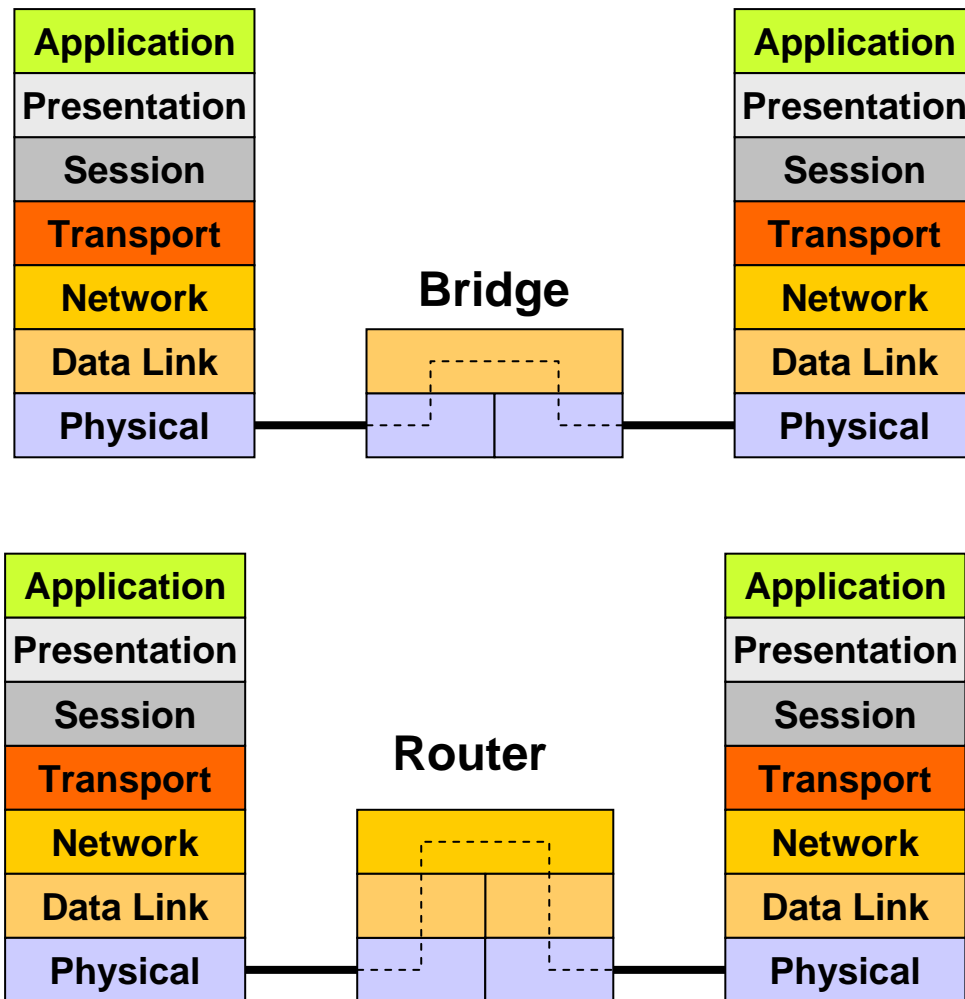 Application
Presentation
Session
Transport
Network
Data Link
Physical
Bridge
Application
Presentation
Session
Transport
Network
Data Link
Physical
Application
Presentation
Session
Transport
Network
Data Link
Physical
Router
Application
Presentation
Session
Transport
Network
Data Link
Physical